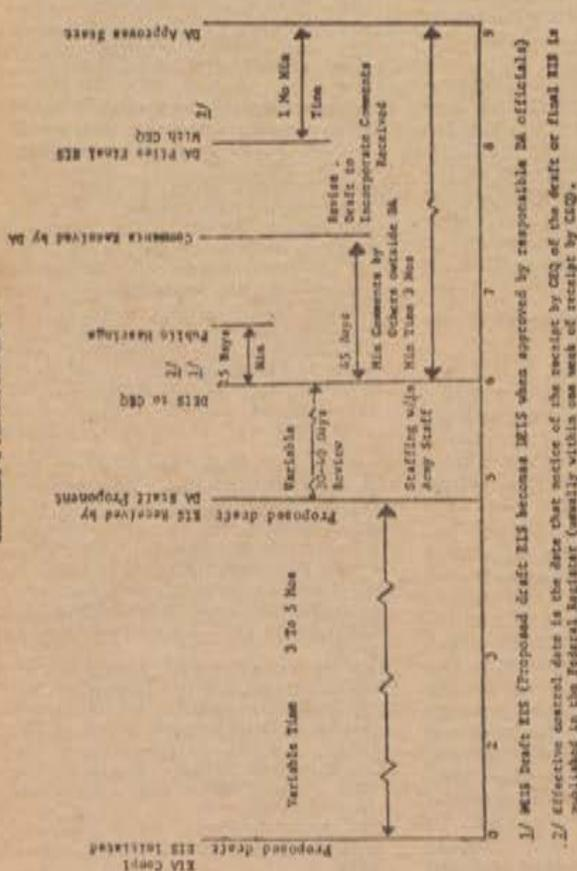 EIA Compl
Proposed draft
EIS Initiated
Proposed draft
EIS Received by
DA Staff Proponent
DEIS to CEQ
1/
2/
Public Hearings
Comments Received by DA
DA Files Final EIS
With CEQ
2/
DA Approves Start
Variable Time 3 To 5 Mos
Variable
30-40 Days
Review
Staffing w/in
Army Staff
15 Days
Min
45 Days
Min Comments by
Others outside DA
Min Time 3 Mos
Revise
Draft to
Incorporate Comments
Received
1 Mo Min
Time
0 2 3 5 6 7 8 9
1/ DEIS Draft EIS (Proposed draft EIS becomes DEIS when approved by responsible DA officials)
2/ Effective control date is the date that notice of the receipt by CEQ of the draft or final EIS is
published in the Federal Register (usually within one week of receipt by CEQ).